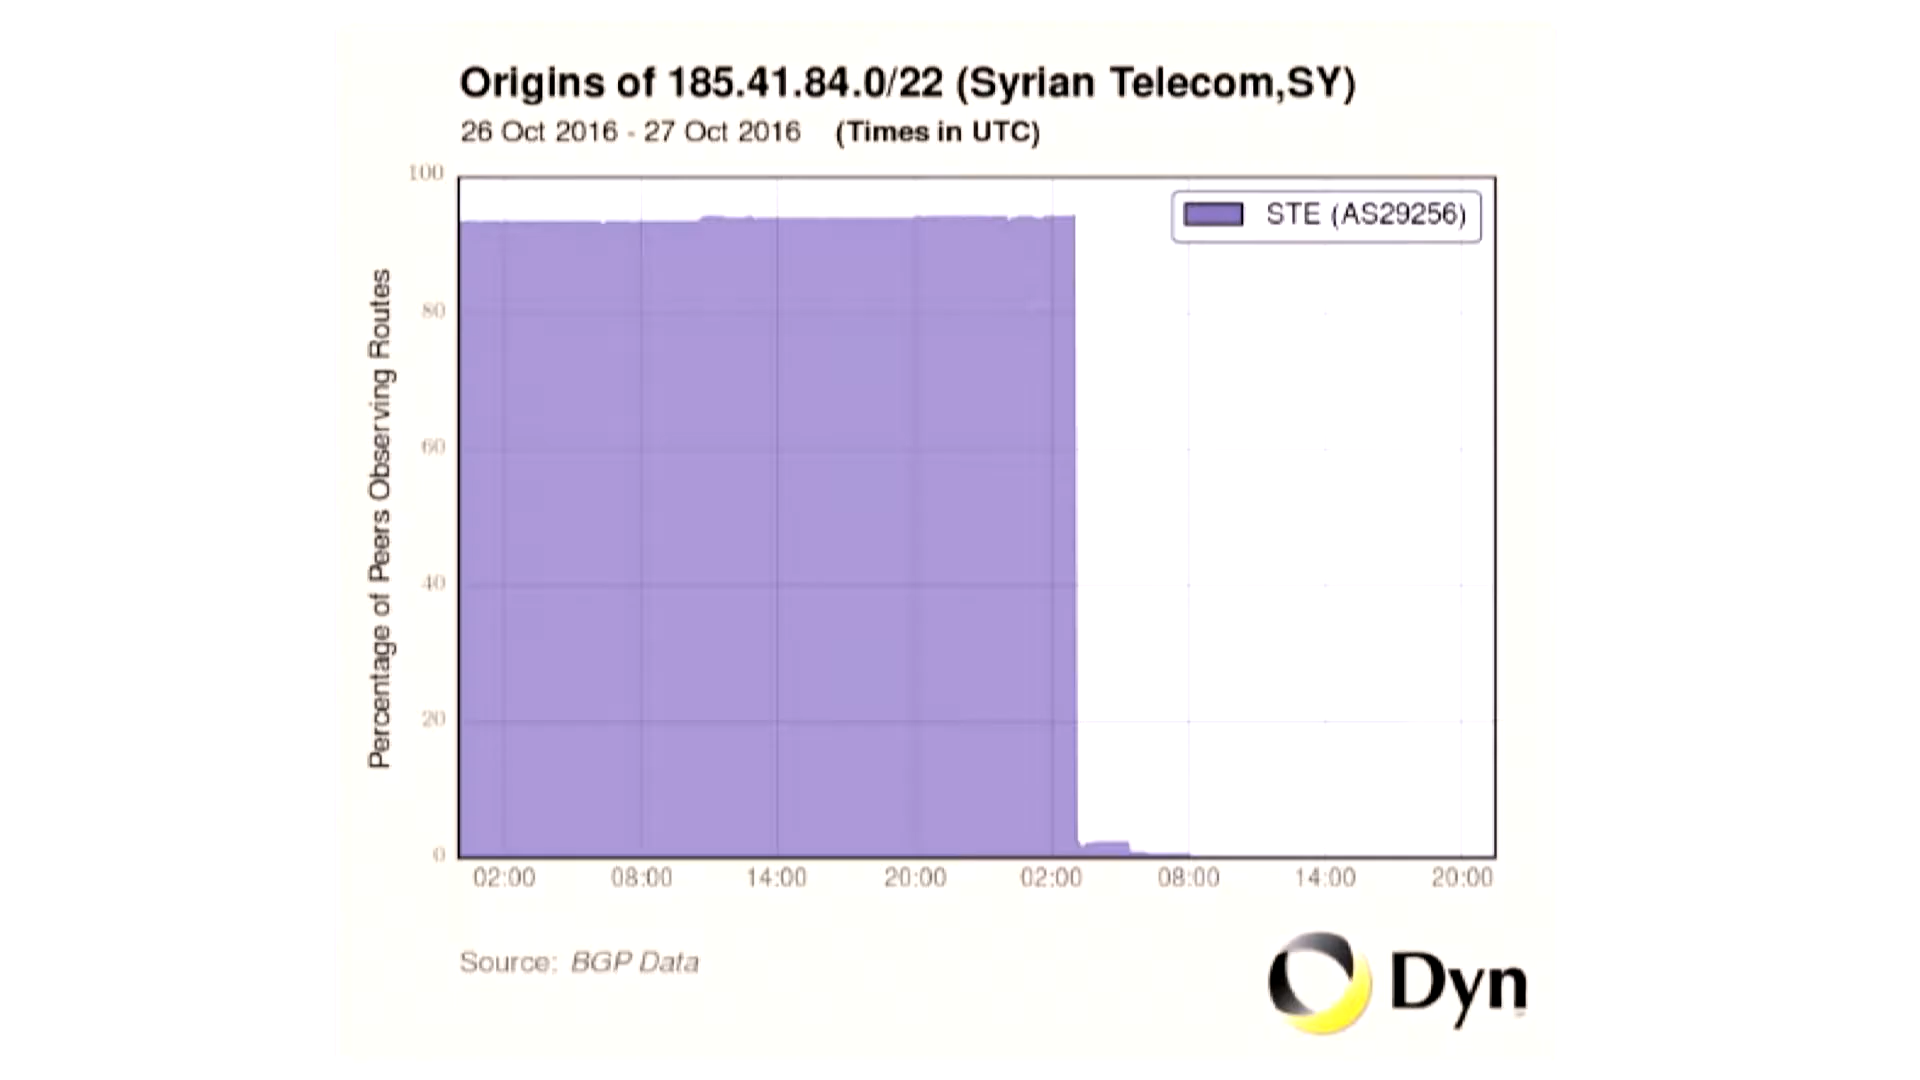 Origins of 185.41.84.0/22 (Syrian Telecom,SY)
26 Oct 2016 - 27 Oct 2016 (Times in UTC)
Percentage of Peers Observing Routes
100
80
60
40
20
0
STE (AS29256)
02:00 08:00 14:00 20:00 02:00 08:00 14:00 20:00
Source: BGP Data
Dyn